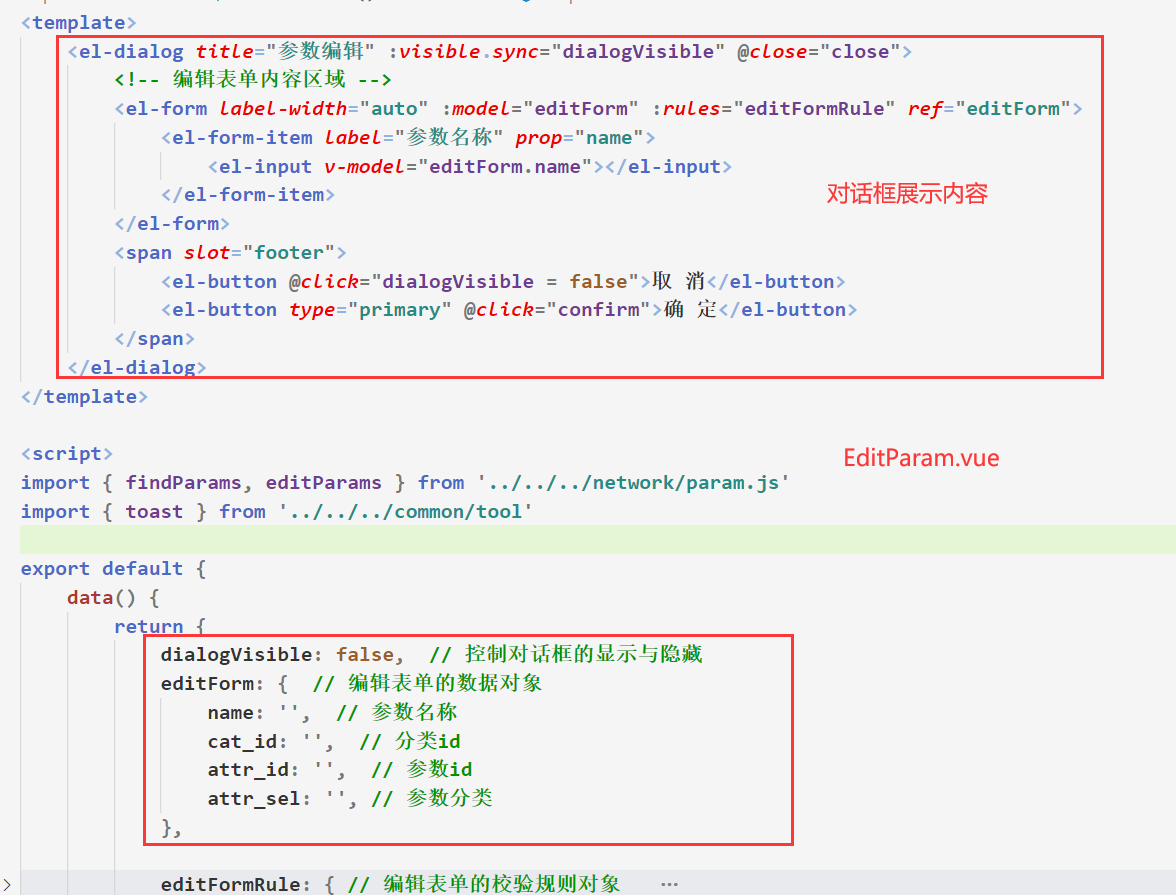 <template>
<el-dialog title="参数编辑" :visible.sync="dialogVisible" @close="close">
<!-- 编辑表单内容区域 -->
<el-form label-width="auto" :model="editForm" :rules="editFormRule" ref="editForm">
<el-form-item label="参数名称" prop="name">
<el-input v-model="editForm.name"></el-input>
</el-form-item>
对话框展示内容
</el-form>
<span slot="footer">
<el-button @click="dialogVisible = false">取 消</el-button>
<el-button type="primary" @click="confirm">确 定</el-button>
</span>
</el-dialog>
</template>
<script>
EditParam.vue
import { findParams, editParams } from '../../../network/param.js'
import { toast } from '../../../common/tool'
export default {
data() {
return {
dialogVisible: false, // 控制对话框的显示与隐藏
editForm: { // 编辑表单的数据对象
name: '', // 参数名称
cat_id: '', // 分类id
attr_id: '', // 参数id
attr_sel: '', // 参数分类
},
editFormRule: { // 编辑表单的校验规则对象 ...